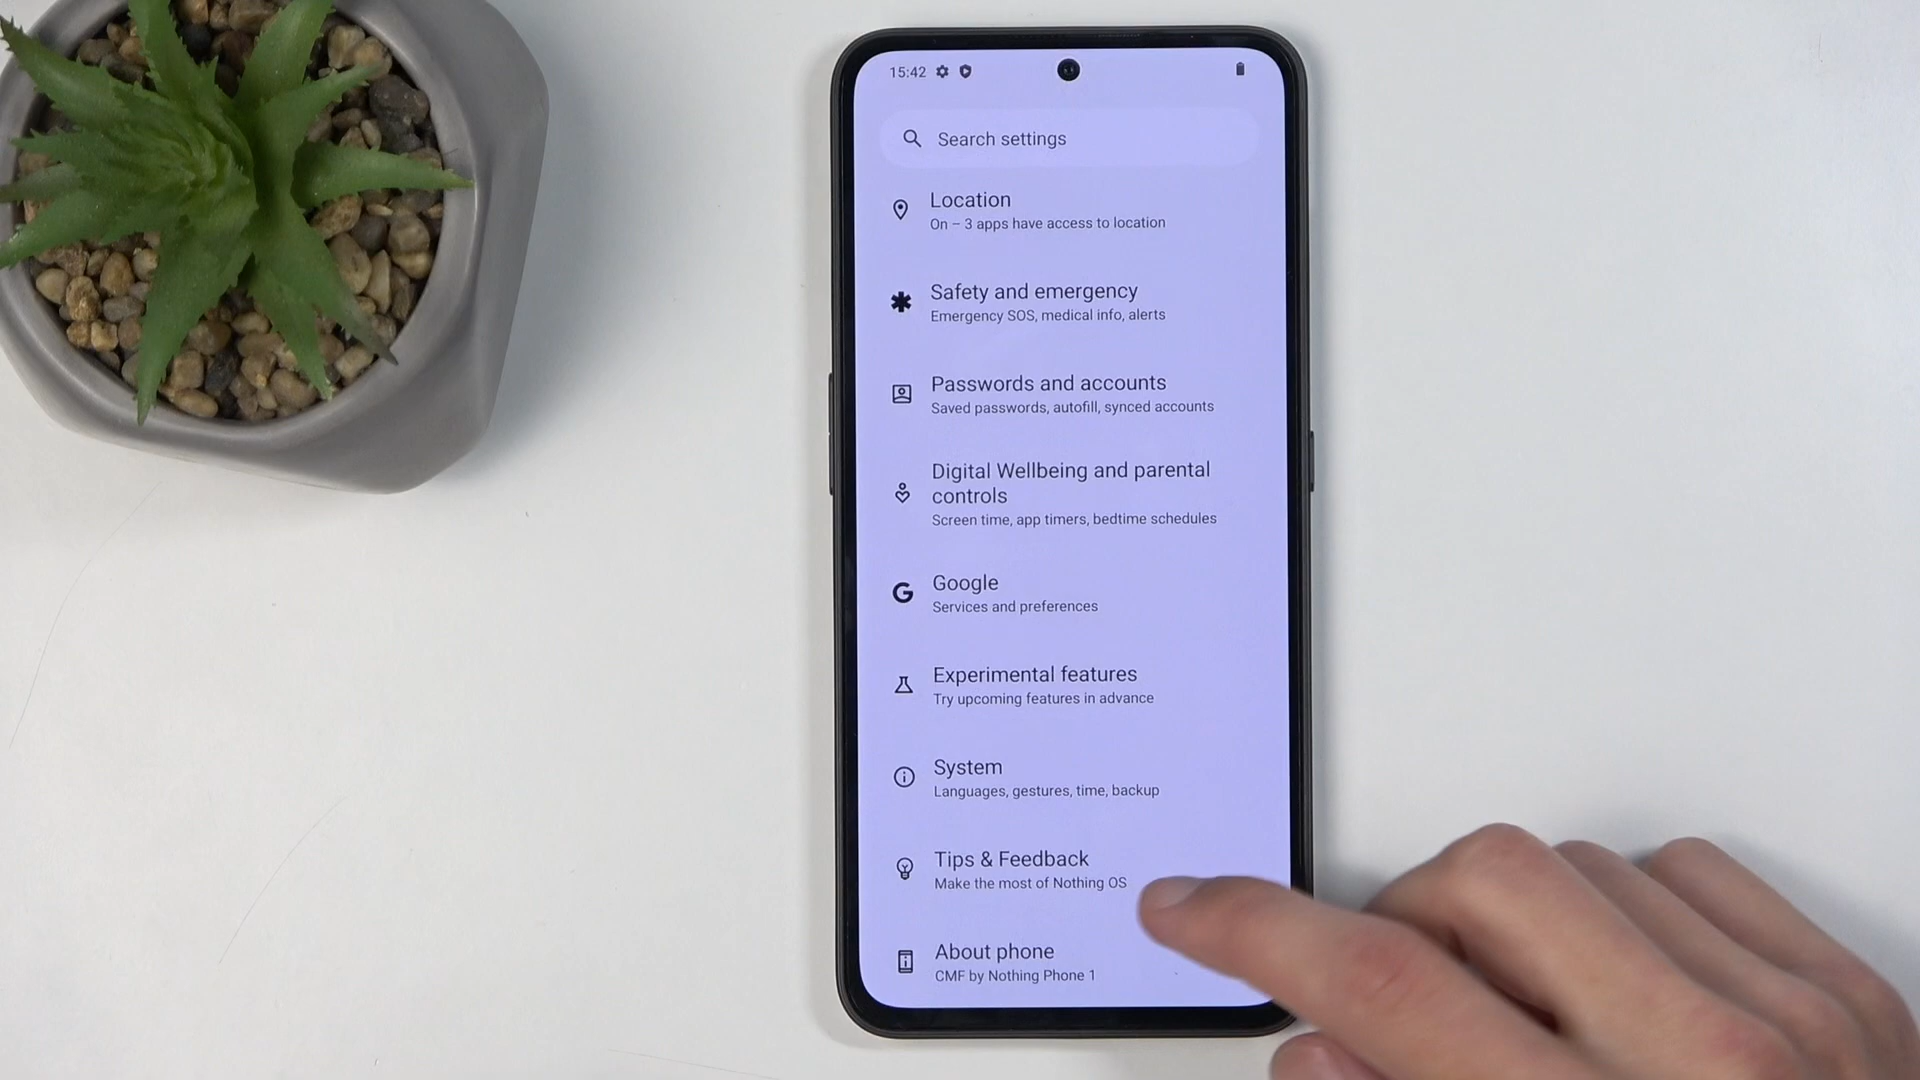 15:42
Search settings
Location
On – 3 apps have access to location
Safety and emergency
Emergency SOS, medical info, alerts
Passwords and accounts
Saved passwords, autofill, synced accounts
Digital Wellbeing and parental
controls
Screen time, app timers, bedtime schedules
Google
Services and preferences
Experimental features
Try upcoming features in advance
System
Languages, gestures, time, backup
Tips & Feedback
Make the most of Nothing OS
About phone
CMF by Nothing Phone 1